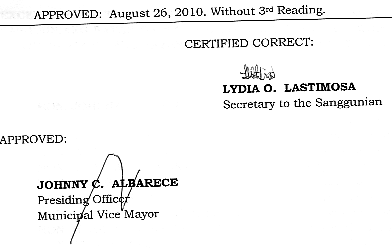 APPROVED: August 26, 2010. Without 3rd Reading.
CERTIFIED CORRECT:
LYDIA O. LASTIMOSA
Secretary to the Sanggunian
APPROVED:
JOHNNY C. ALBARECE
Presiding Officer
Municipal Vice Mayor